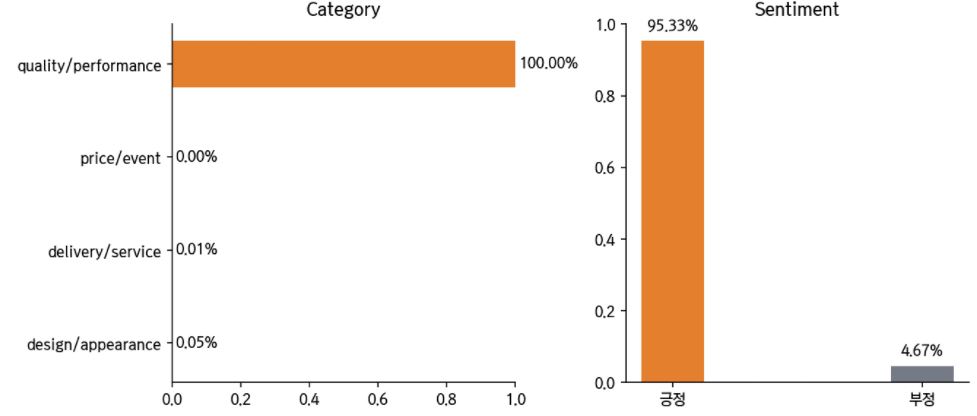 Category
quality/performance
100.00%
price/event
0.00%
delivery/service
0.01%
design/appearance
0.05%
0.0 0.2 0.4 0.6 0.8 1.0
Sentiment
1.0
0.8
0.6
0.4
0.2
0.0
95.33%
4.67%
긍정 부정